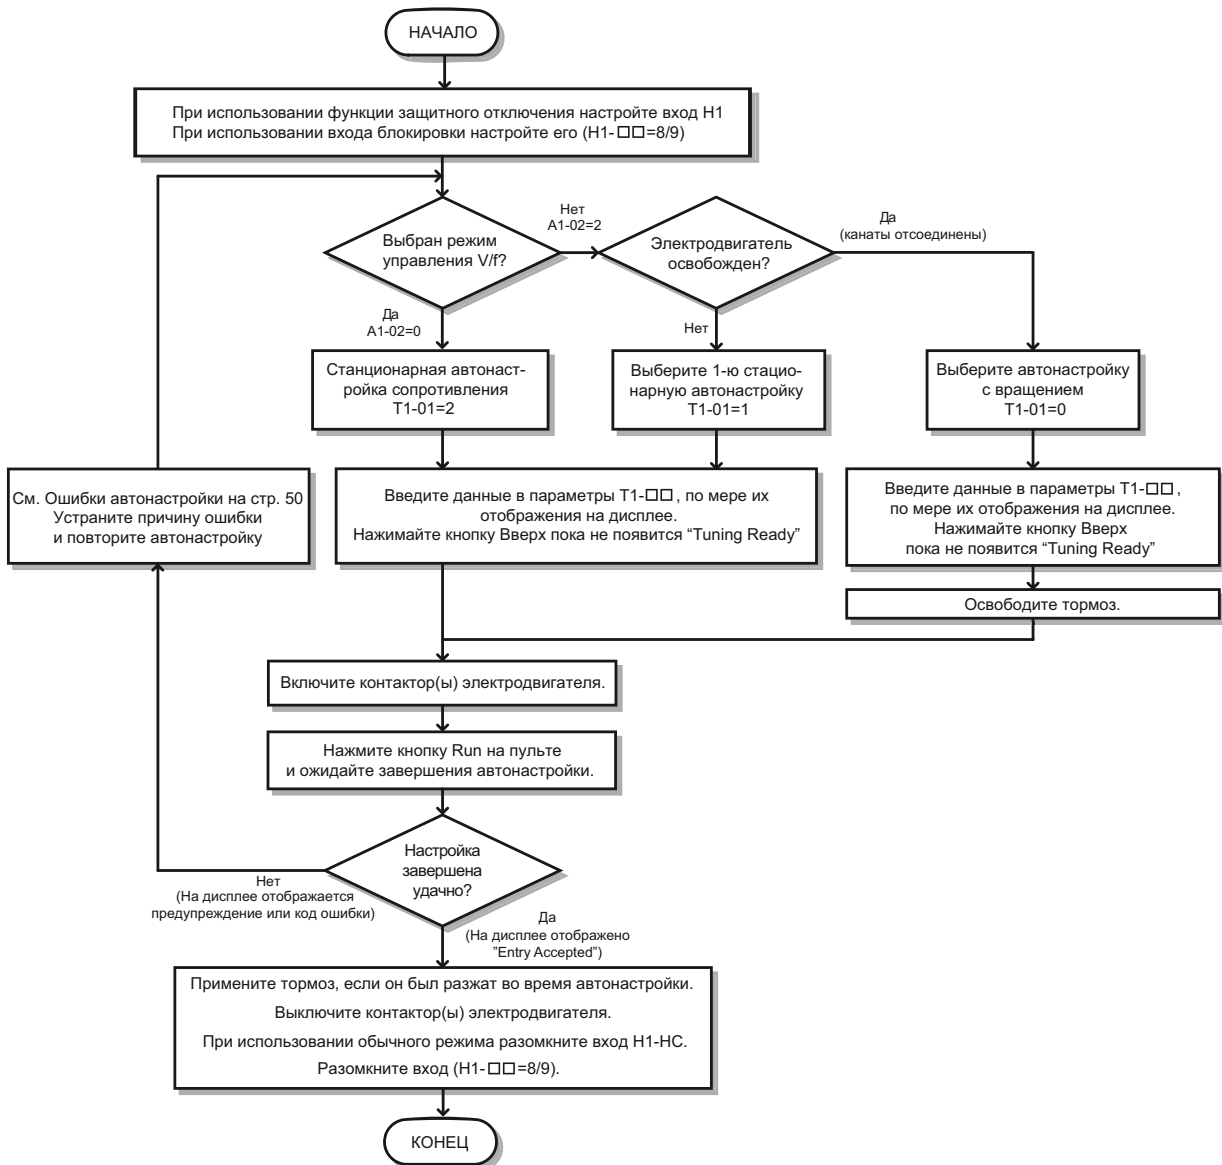 НАЧАЛО
При использовании функции защитного отключения настройте вход H1
При использовании входа блокировки настройте его (H1-□□=8/9)
Выбран режим
управления V/f?
Нет
A1-02=2
Электродвигатель
освобожден?
Да
(канаты отсоединены)
Да
A1-02=0
Нет
Станционарная автонаст-
ройка сопротивления
T1-01=2
Выберите 1-ю стацио-
нарную автонастройку
T1-01=1
Выберите автонастройку
с вращением
T1-01=0
См. Ошибки автонастройки на стр. 50
Устраните причину ошибки
и повторите автонастройку
Введите данные в параметры T1-□□, по мере их
отображения на дисплее.
Нажимайте кнопку Вверх пока не появится “Tuning Ready”
Введите данные в параметры T1-□□,
по мере их отображения на дисплее.
Нажимайте кнопку Вверх
пока не появится “Tuning Ready”
Освободите тормоз.
Включите контактор(ы) электродвигателя.
Нажмите кнопку Run на пульте
и ожидайте завершения автонастройки.
Настройка
завершена
удачно?
Нет
(На дисплее отображается
предупреждение или код ошибки)
Да
(На дисплее отображено
"Entry Accepted")
Примените тормоз, если он был разжат во время автонастройки.
Выключите контактор(ы) электродвигателя.
При использовании обычного режима разомкните вход H1-HC.
Разомкните вход (H1-□□=8/9).
КОНЕЦ